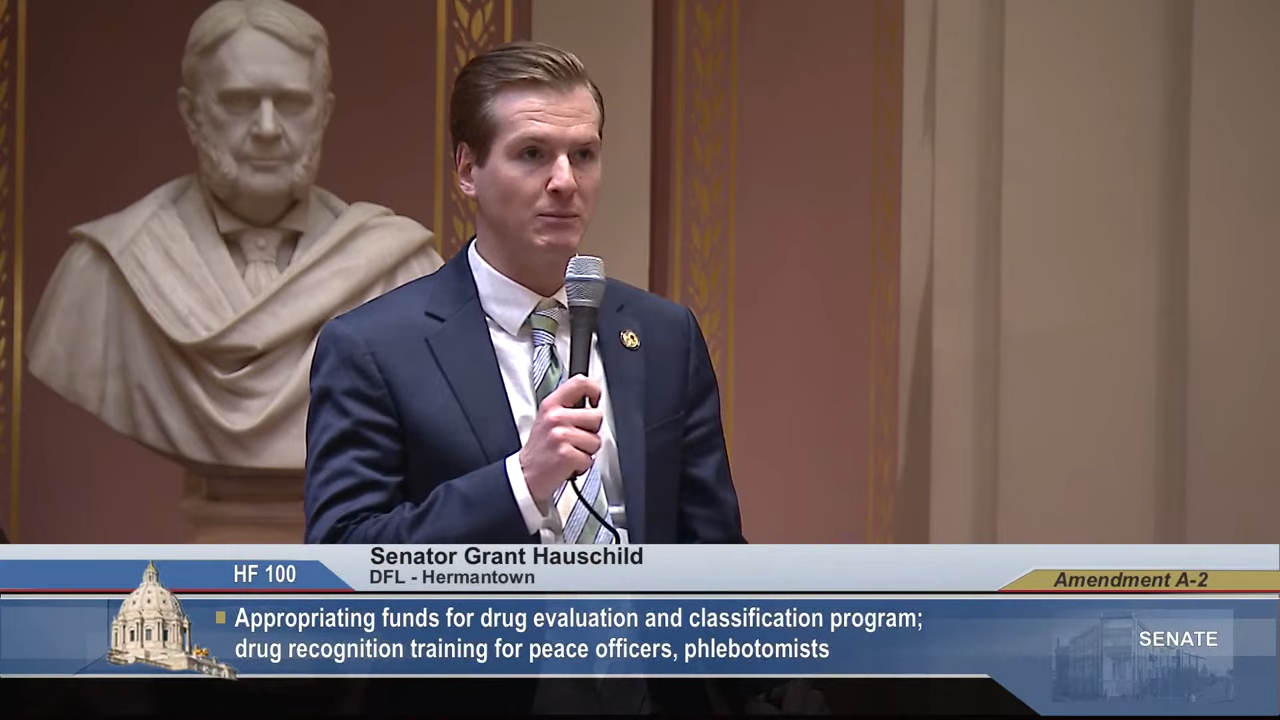 HF 100
Senator Grant Hauschild
DFL - Hermantown
Amendment A-2
Appropriating funds for drug evaluation and classification program;
drug recognition training for peace officers, phlebotomists
SENATE